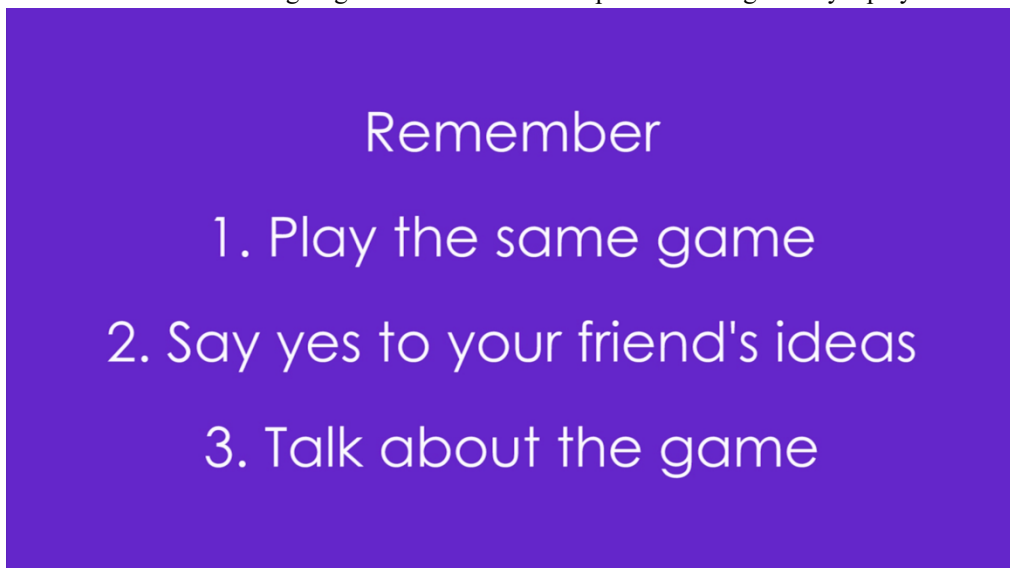 Remember
1. Play the same game
2. Say yes to your friend's ideas
3. Talk about the game